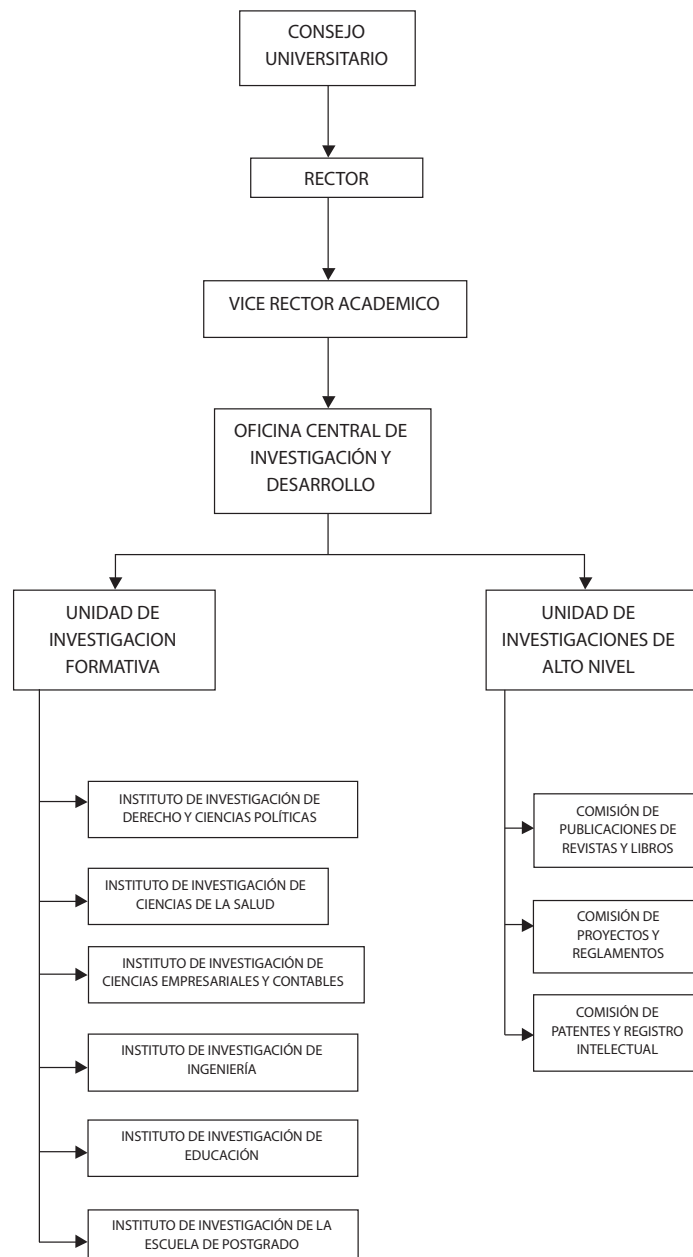 CONSEJO
UNIVERSITARIO
RECTOR
VICE RECTOR ACADEMICO
OFICINA CENTRAL DE
INVESTIGACIÓN Y
DESARROLLO
UNIDAD DE
INVESTIGACION
FORMATIVA
UNIDAD DE
INVESTIGACIONES DE
ALTO NIVEL
INSTITUTO DE INVESTIGACIÓN DE
DERECHO Y CIENCIAS POLÍTICAS
INSTITUTO DE INVESTIGACIÓN DE
CIENCIAS DE LA SALUD
INSTITUTO DE INVESTIGACIÓN DE
CIENCIAS EMPRESARIALES Y CONTABLES
INSTITUTO DE INVESTIGACIÓN DE
INGENIERÍA
INSTITUTO DE INVESTIGACIÓN DE
EDUCACIÓN
INSTITUTO DE INVESTIGACIÓN DE LA
ESCUELA DE POSTGRADO
COMISIÓN DE
PUBLICACIONES DE
REVISTAS Y LIBROS
COMISIÓN DE
PROYECTOS Y
REGLAMENTOS
COMISIÓN DE
PATENTES Y REGISTRO
INTELECTUAL